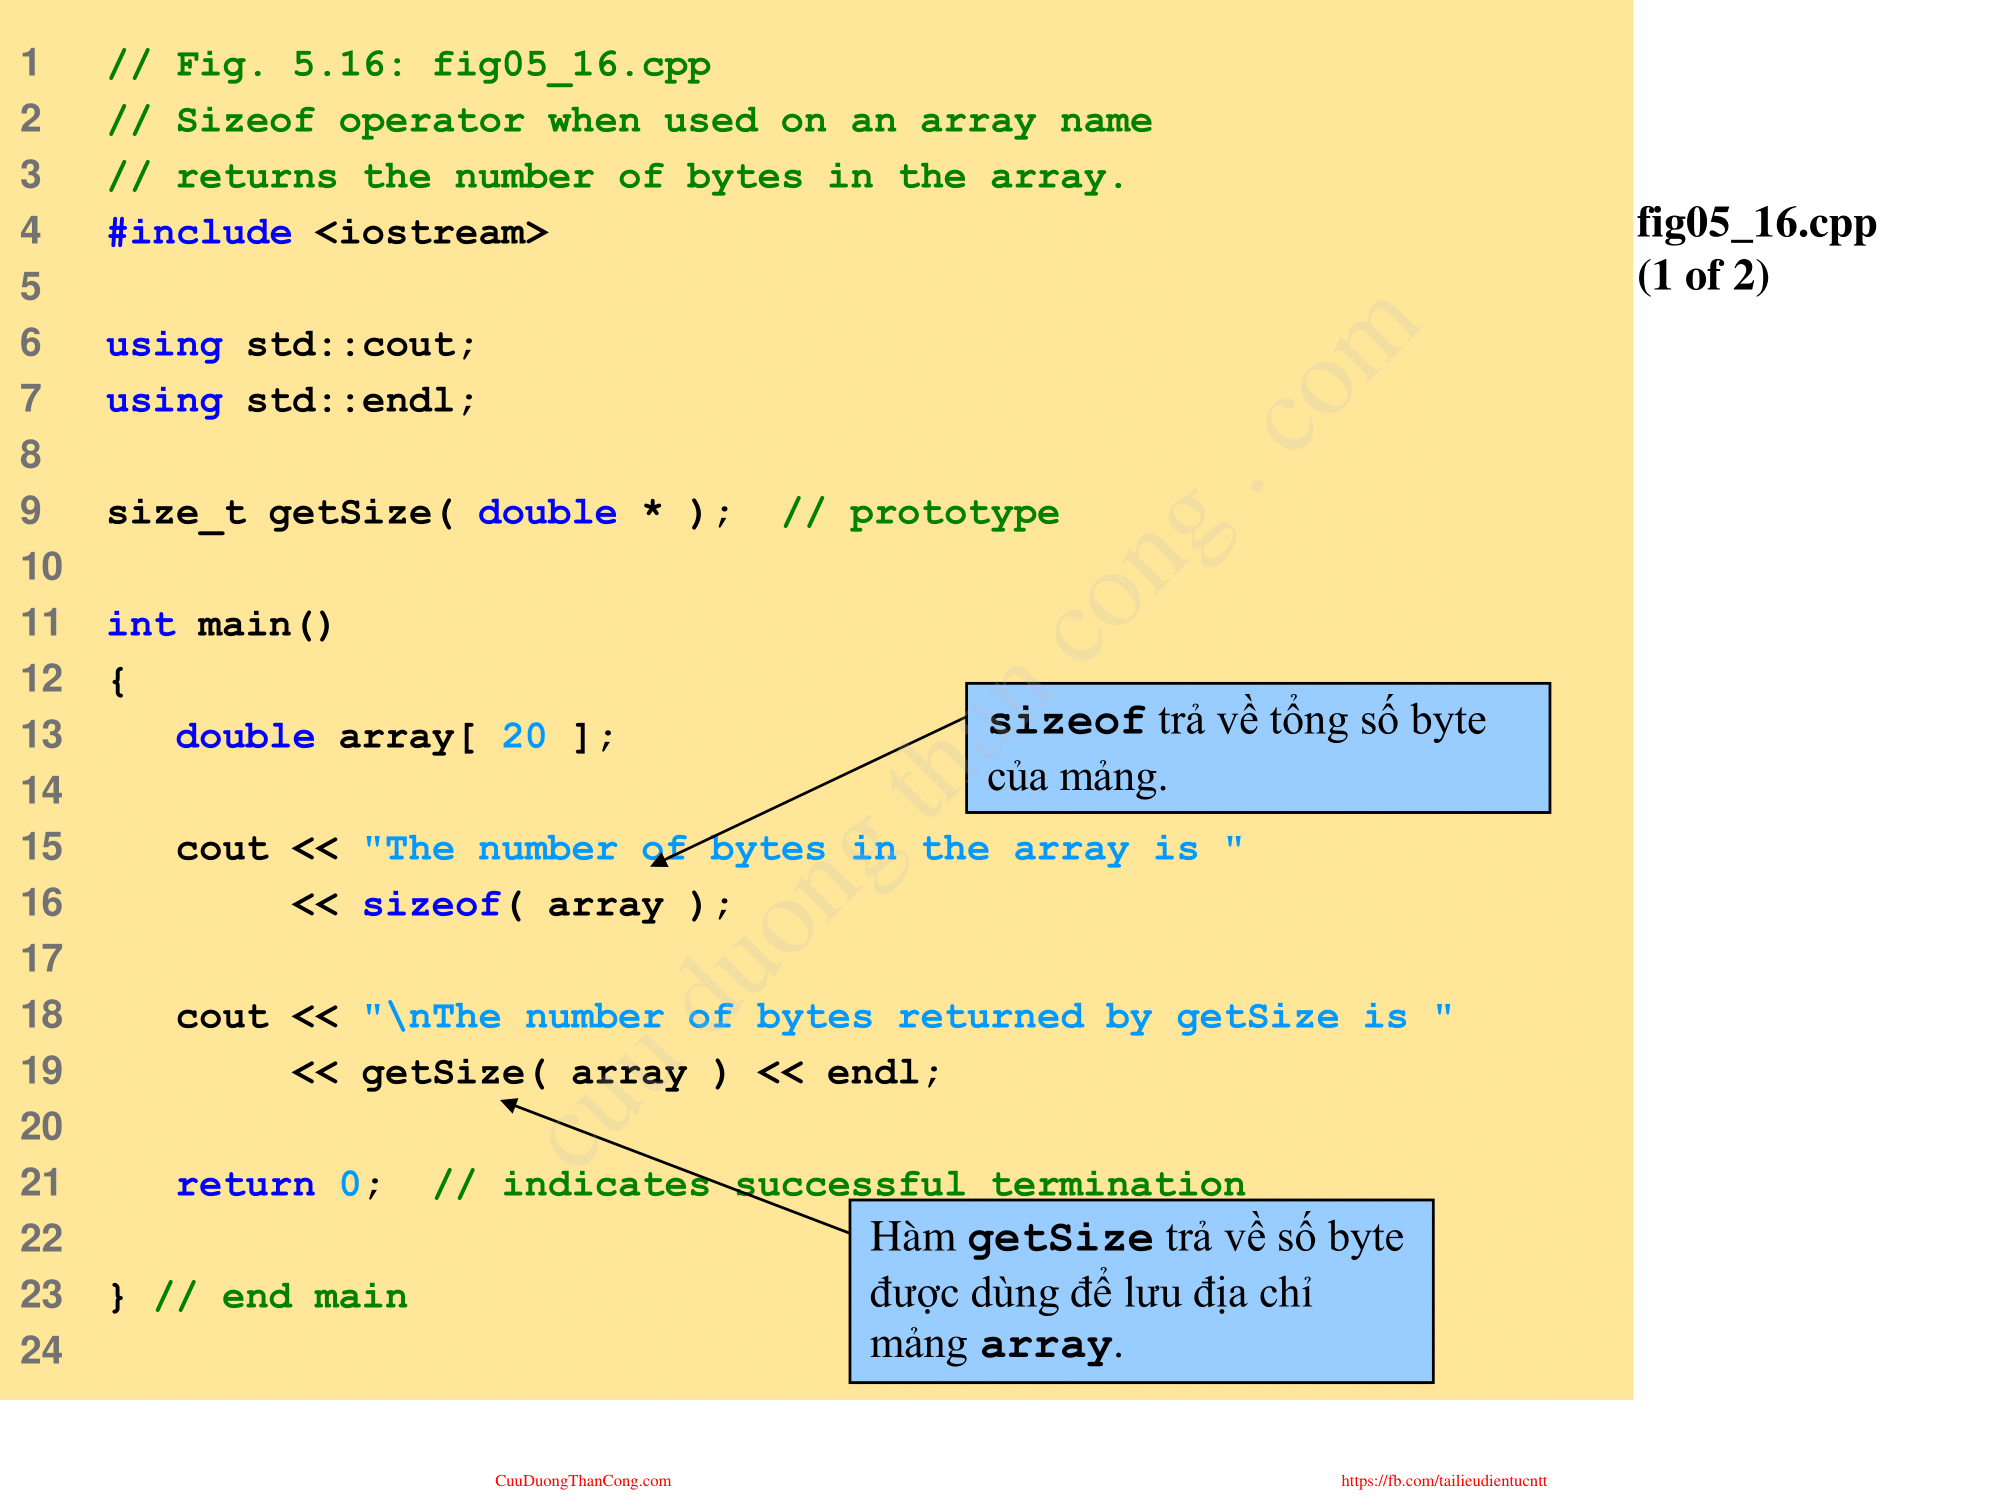 1 // Fig. 5.16: fig05_16.cpp
2 // Sizeof operator when used on an array name
3 // returns the number of bytes in the array.
4 #include <iostream>
5
6 using std::cout;
7 using std::endl;
8
9 size_t getSize( double * ); // prototype
10
11 int main()
12 {
13 double array[ 20 ];
14
15 cout << "The number of bytes in the array is "
16 << sizeof( array );
17
18 cout << "\nThe number of bytes returned by getSize is "
19 << getSize( array ) << endl;
20
21 return 0; // indicates successful termination
22
23 } // end main
24
sizeof trả về tổng số byte
của mảng.
Hàm getSize trả về số byte
được dùng để lưu địa chỉ
mảng array.
fig05_16.cpp
(1 of 2)
cuu duong than cong . com
CuuDuongThanCong.com
https://fb.com/tailieudientucntt